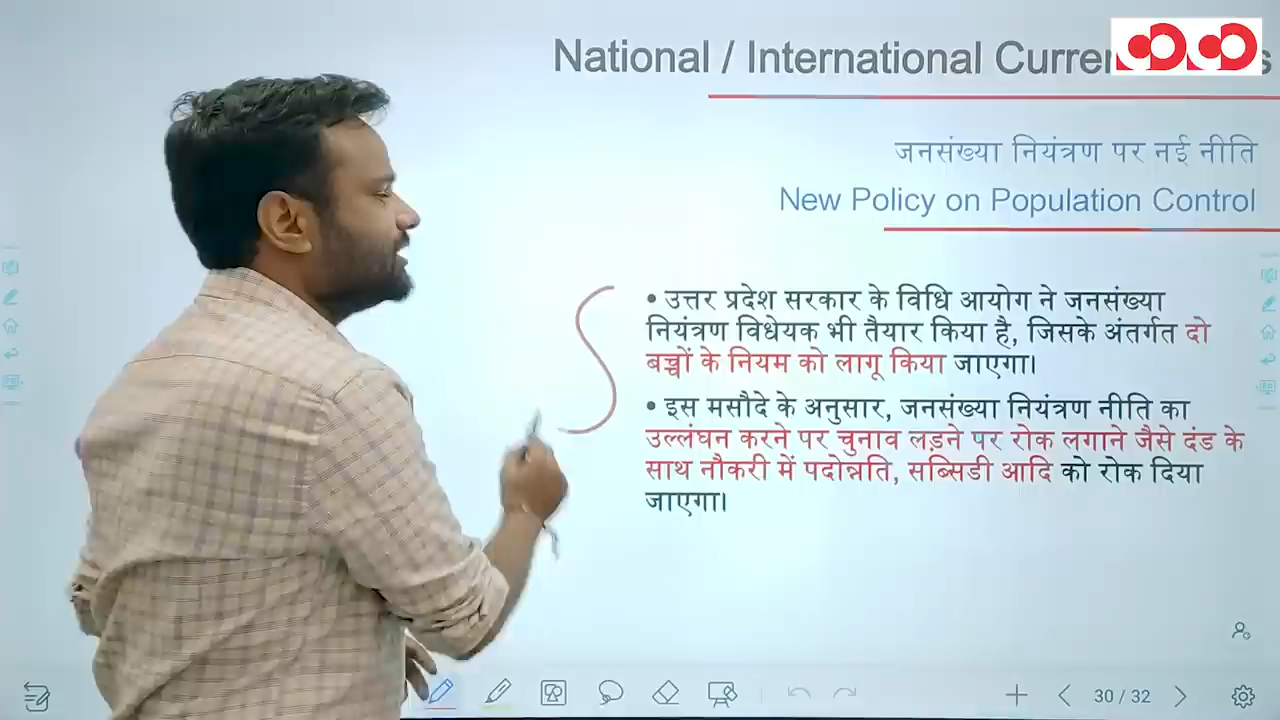 National / International Curre
जनसंख्या नियंत्रण पर नई नीति
New Policy on Population Control
• उत्तर प्रदेश सरकार के विधि आयोग ने जनसंख्या
नियंत्रण विधेयक भी तैयार किया है, जिसके अंतर्गत दो
बच्चों के नियम को लागू किया जाएगा।
• इस मसौदे के अनुसार, जनसंख्या नियंत्रण नीति का
उल्लंघन करने पर चुनाव लड़ने पर रोक लगाने जैसे दंड के
साथ नौकरी में पदोन्नति, सब्सिडी आदि को रोक दिया
जाएगा।
30 / 32